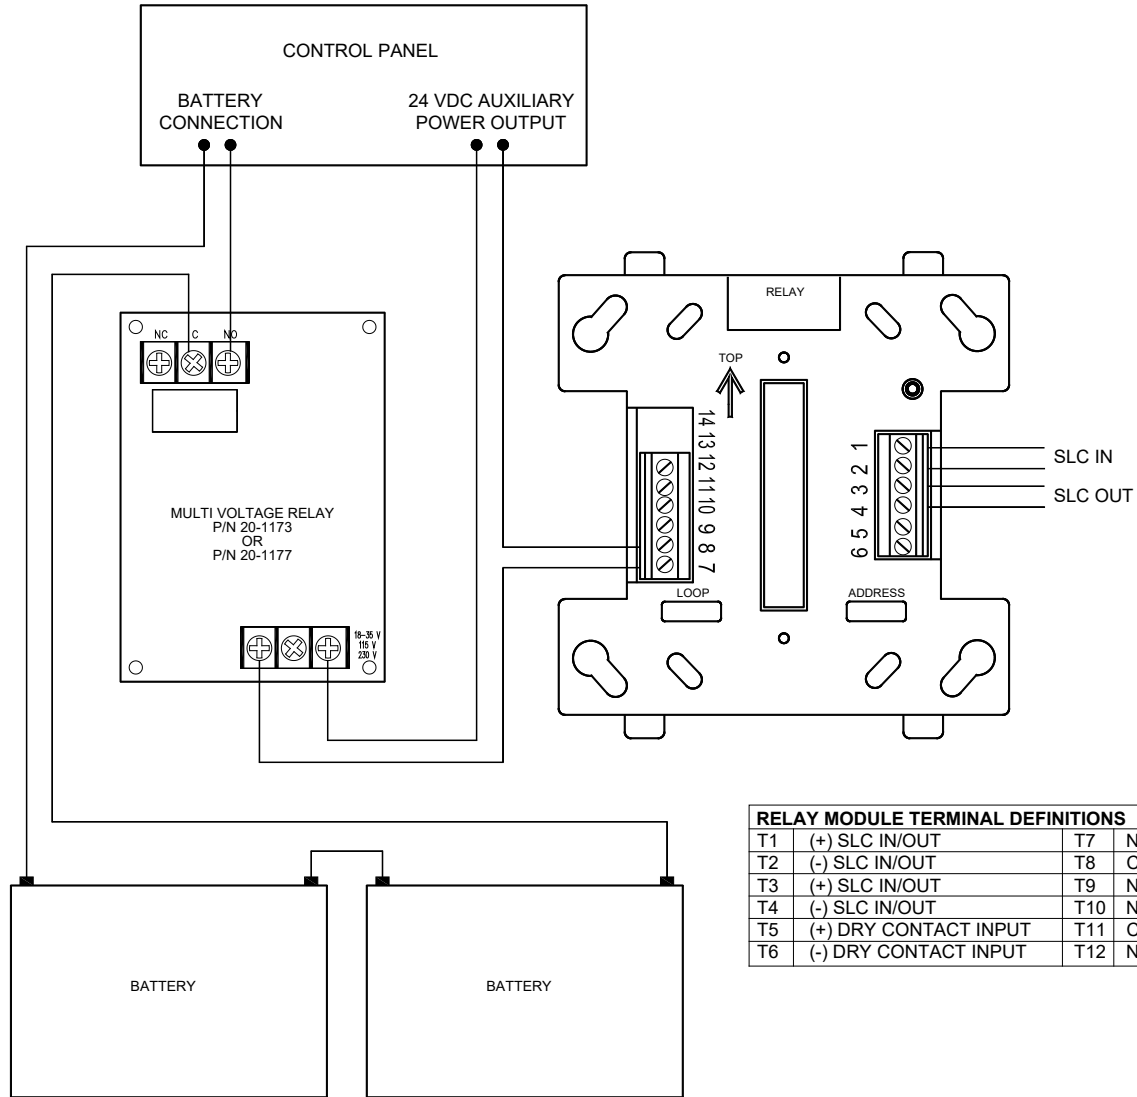 CONTROL PANEL
BATTERY
CONNECTION
24 VDC AUXILIARY
POWER OUTPUT
NC C NO
MULTI VOLTAGE RELAY
P/N 20-1173
OR
P/N 20-1177
18-35 V
115 V
230 V
RELAY
TOP
14 13 12 11 10 9 8 7
1 2 3 4 5 6
SLC IN
SLC OUT
LOOP
ADDRESS
RELAY MODULE TERMINAL DEFINITIONS
T1 (+) SLC IN/OUT T7 N
T2 (-) SLC IN/OUT T8
T3 (+) SLC IN/OUT T9 N
T4 (-) SLC IN/OUT T10 N
T5 (+) DRY CONTACT INPUT T11
T6 (-) DRY CONTACT INPUT T12 N
BATTERY
BATTERY